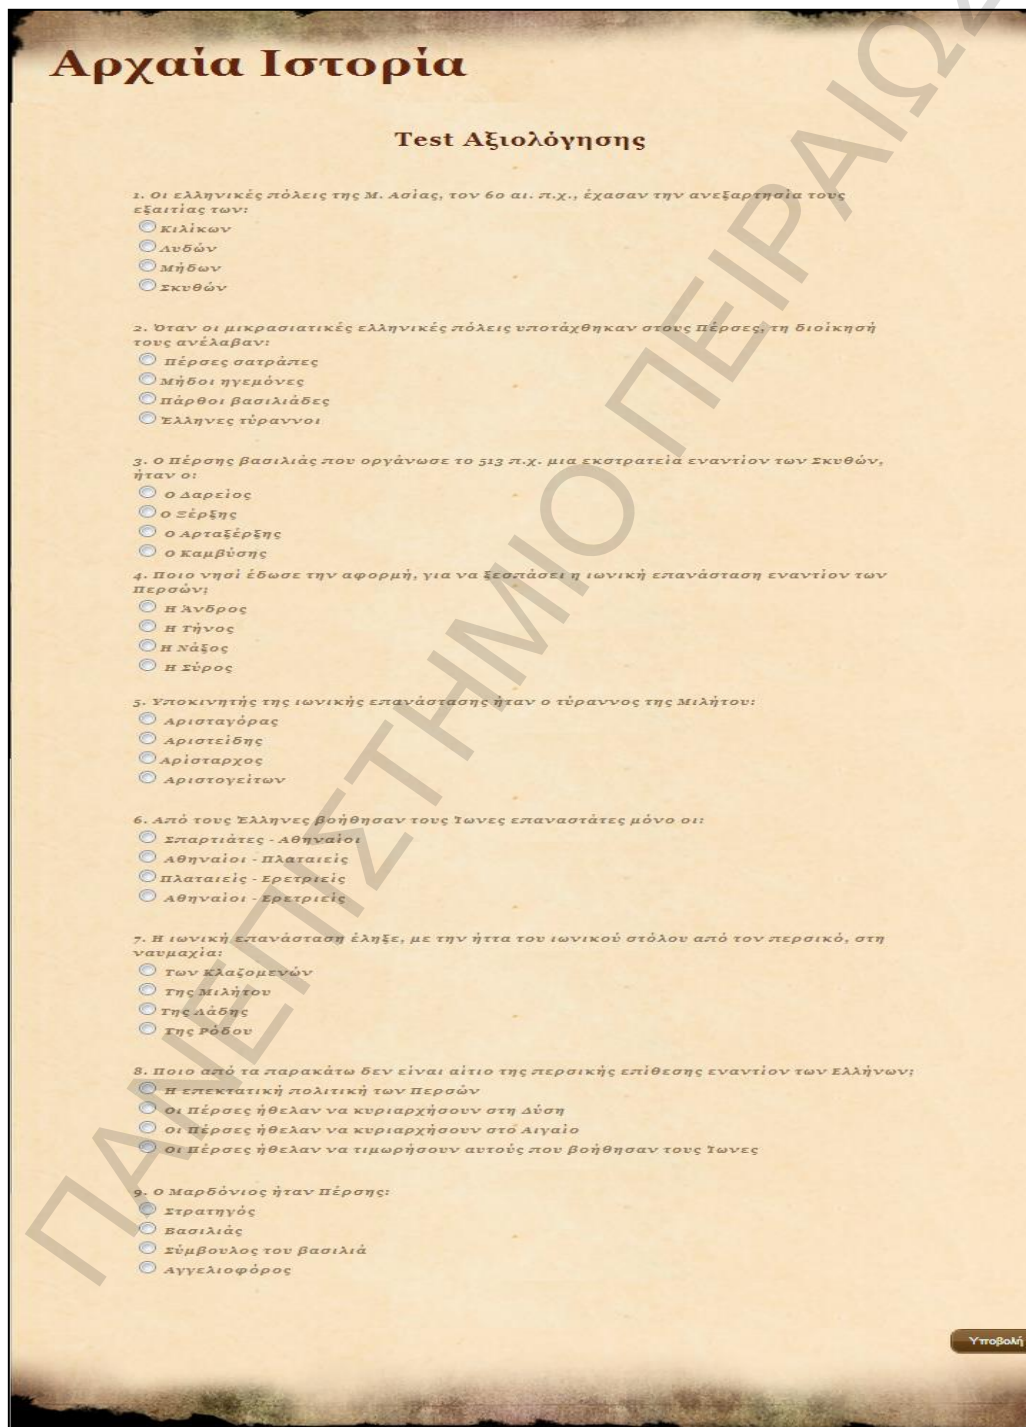 Αρχαία Ιστορία
Test Αξιολόγησης
1. Οι ελληνικές πόλεις της Μ. Ασίας, τον 6ο αι. π.χ., έχασαν την ανεξαρτησία τους
εξαιτίας των:
Κιλίκων
Λυδών
Μήδων
Σκυθών
2. Όταν οι μικρασιατικές ελληνικές πόλεις υποτάχθηκαν στους Πέρσες, τη διοίκησή
τους ανέλαβαν:
Πέρσες σατράπες
Μήδοι ηγεμόνες
Πάρθοι βασιλιάδες
Έλληνες τύραννοι
3. Ο Πέρσης βασιλιάς που οργάνωσε το 513 π.χ. μια εκστρατεία εναντίον των Σκυθών,
ήταν ο:
Ο Δαρείος
Ο Ξέρξης
Ο Αρταξέρξης
Ο Καμβύσης
4. Ποιο νησί έδωσε την αφορμή, για να ξεσπάσει η ιωνική επανάσταση εναντίον των
Περσών;
Η Άνδρος
Η Τήνος
Η Νάξος
Η Σύρος
5. Υποκινητής της ιωνικής επανάστασης ήταν ο τύραννος της Μιλήτου:
Αρισταγόρας
Αριστείδης
Αρίσταρχος
Αριστογείτων
6. Από τους Έλληνες βοήθησαν τους Ίωνες επαναστάτες μόνο οι:
Σπαρτιάτες - Αθηναίοι
Αθηναίοι - Πλαταιείς
Πλαταιείς - Ερετριείς
Αθηναίοι - Ερετριείς
7. Η ιωνική επανάσταση έληξε, με την ήττα του ιωνικού στόλου από τον περσικό, στη
ναυμαχία:
Των Κλαζομενών
Της Μιλήτου
Της Λάδης
Της Ρόδου
8. Ποιο από τα παρακάτω δεν είναι αίτιο της περσικής επίθεσης εναντίον των Ελλήνων;
Η επεκτατική πολιτική των Περσών
Οι Πέρσες ήθελαν να κυριαρχήσουν στη Δύση
Οι Πέρσες ήθελαν να κυριαρχήσουν στο Αιγαίο
Οι Πέρσες ήθελαν να τιμωρήσουν αυτούς που βοήθησαν τους Ίωνες
9. Ο Μαρδόνιος ήταν Πέρσης:
Στρατηγός
Βασιλιάς
Σύμβουλος του βασιλιά
Αγγελιοφόρος
Υποβολή
ΠΑΝΕΠΙΣΤΗΜΙΟ ΠΕΙΡΑΙΩΣ